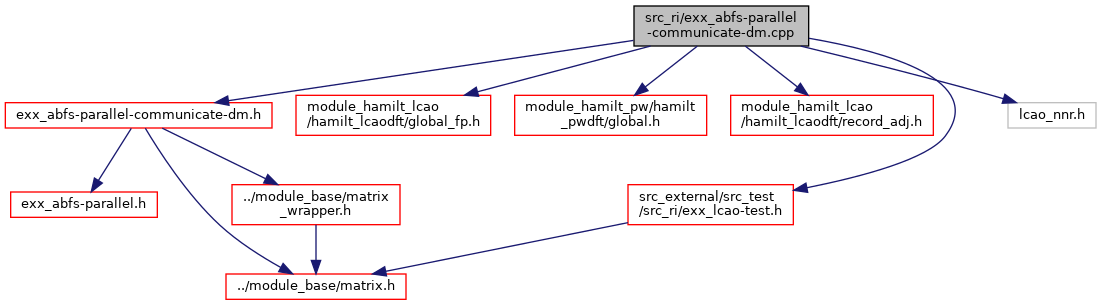 src_ri/exx_abfs-parallel
-communicate-dm.cpp
exx_abfs-parallel-communicate-dm.h
module_hamilt_lcao
/hamilt_lcaodft/global_fp.h
module_hamilt_pw/hamilt
_pwdft/global.h
module_hamilt_lcao
/hamilt_lcaodft/record_adj.h
lcao_nnr.h
exx_abfs-parallel.h
../module_base/matrix
_wrapper.h
src_external/src_test
/src_ri/exx_lcao-test.h
../module_base/matrix.h